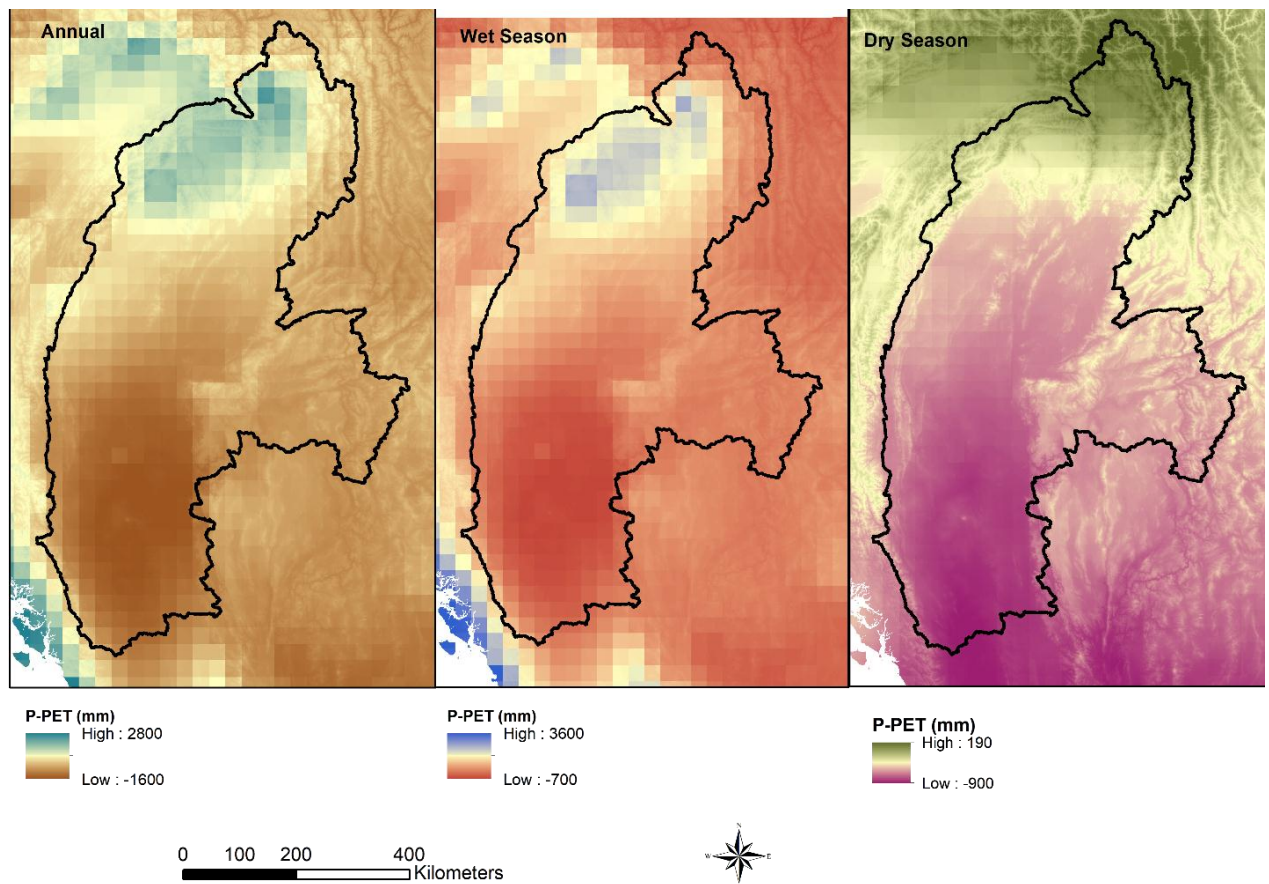 Annual
Wet Season
Dry Season
P-PET (mm)
High : 2800
Low : -1600
P-PET (mm)
High : 3600
Low : -700
P-PET (mm)
High : 190
Low : -900
0 100 200 400
Kilometers
N
W E
S